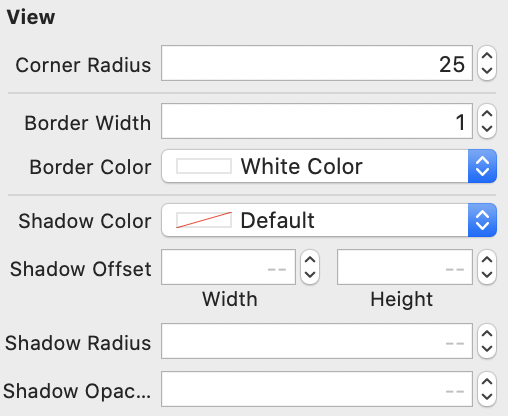 View
Corner Radius 25
Border Width 1
Border Color White Color
Shadow Color Default
Shadow Offset -- --
Width Height
Shadow Radius --
Shadow Opac... --